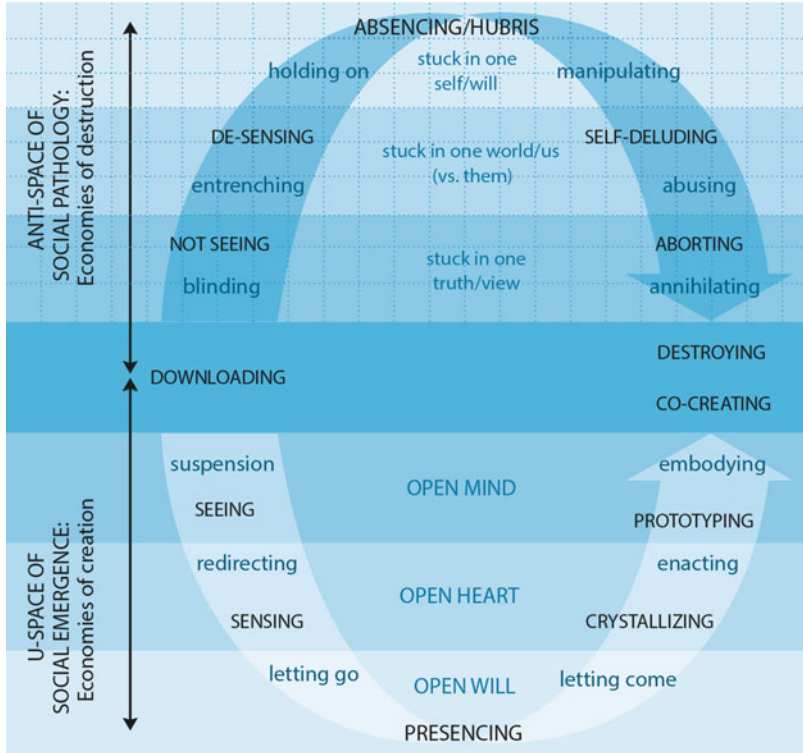 ANTI-SPACE OF
SOCIAL PATHOLOGY:
Economies of destruction
ABSENCING/HUBRIS
holding on
stuck in one
self/will
manipulating
DE-SENSING
stuck in one world/us
(vs. them)
SELF-DELUDING
entrenching
abusing
NOT SEEING
stuck in one
truth/view
ABORTING
blinding
annihilating
DOWNLOADING
DESTROYING
CO-CREATING
U-SPACE OF
SOCIAL EMERGENCE:
Economies of creation
suspension
OPEN MIND
embodying
SEEING
PROTOTYPING
redirecting
OPEN HEART
enacting
SENSING
CRYSTALLIZING
letting go
OPEN WILL
letting come
PRESENCING